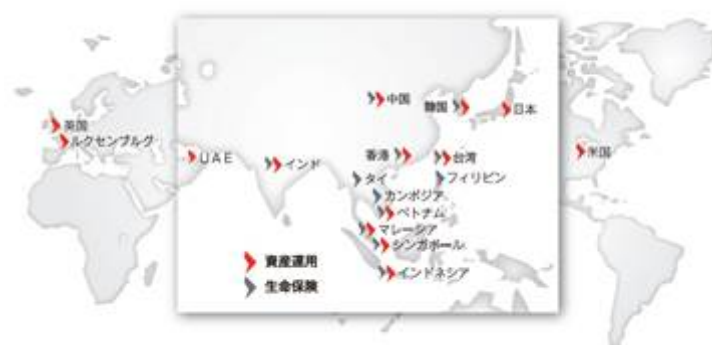 英国
ルクセンブルグ
UAE
インド
中国
韓国
日本
香港
台湾
タイ
フィリピン
カンボジア
ベトナム
マレーシア
シンガポール
インドネシア
米国
資産運用
生命保険